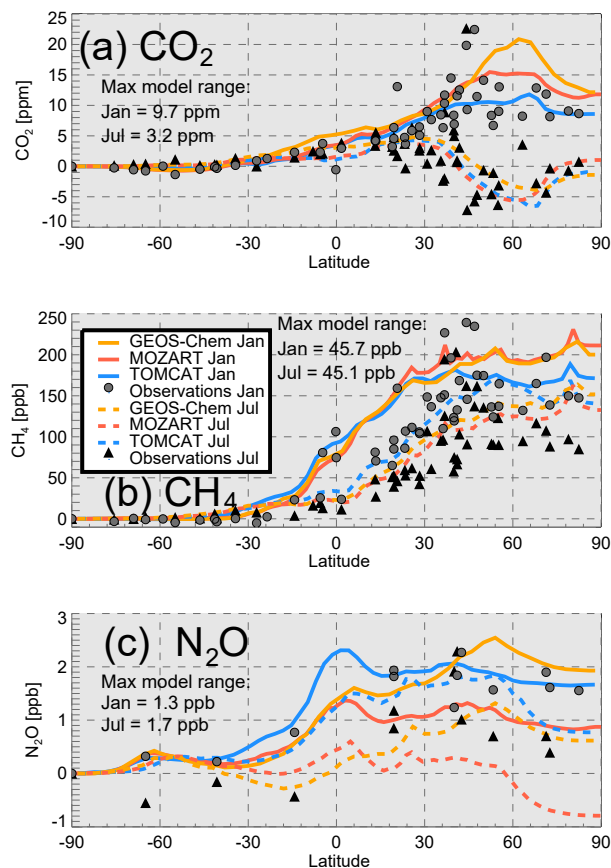 (a) CO2
Max model range:
Jan = 9.7 ppm
Jul = 3.2 ppm
CO2 [ppm]
25
20
15
10
5
0
-5
-10
-90 -60 -30 0 30 60 90
Latitude
GEOS-Chem Jan
MOZART Jan
TOMCAT Jan
Observations Jan
GEOS-Chem Jul
MOZART Jul
TOMCAT Jul
Observations Jul
Max model range:
Jan = 45.7 ppb
Jul = 45.1 ppb
(b) CH4
CH4 [ppb]
250
200
150
100
50
0
-90 -60 -30 0 30 60 90
Latitude
(c) N2O
Max model range:
Jan = 1.3 ppb
Jul = 1.7 ppb
N2O [ppb]
3
2
1
0
-1
-90 -60 -30 0 30 60 90
Latitude